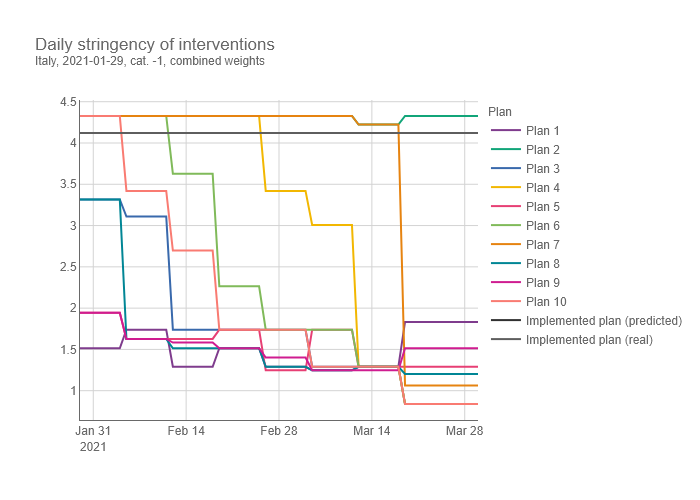 Daily stringency of interventions
Italy, 2021-01-29, cat. -1, combined weights
4.5
4
3.5
3
2.5
2
1.5
1
Jan 31
2021
Feb 14
Feb 28
Mar 14
Mar 28
Plan
Plan 1
Plan 2
Plan 3
Plan 4
Plan 5
Plan 6
Plan 7
Plan 8
Plan 9
Plan 10
Implemented plan (predicted)
Implemented plan (real)